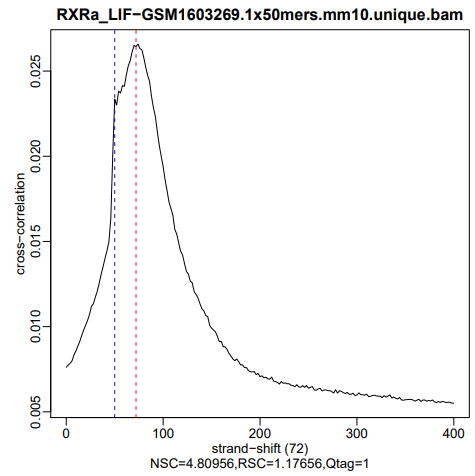 RXRa_LIF−GSM1603269.1x50mers.mm10.unique.bam
cross−correlation
0.025
0.020
0.015
0.010
0.005
0 100 200 300 400
strand−shift (72)
NSC=4.80956,RSC=1.17656,Qtag=1